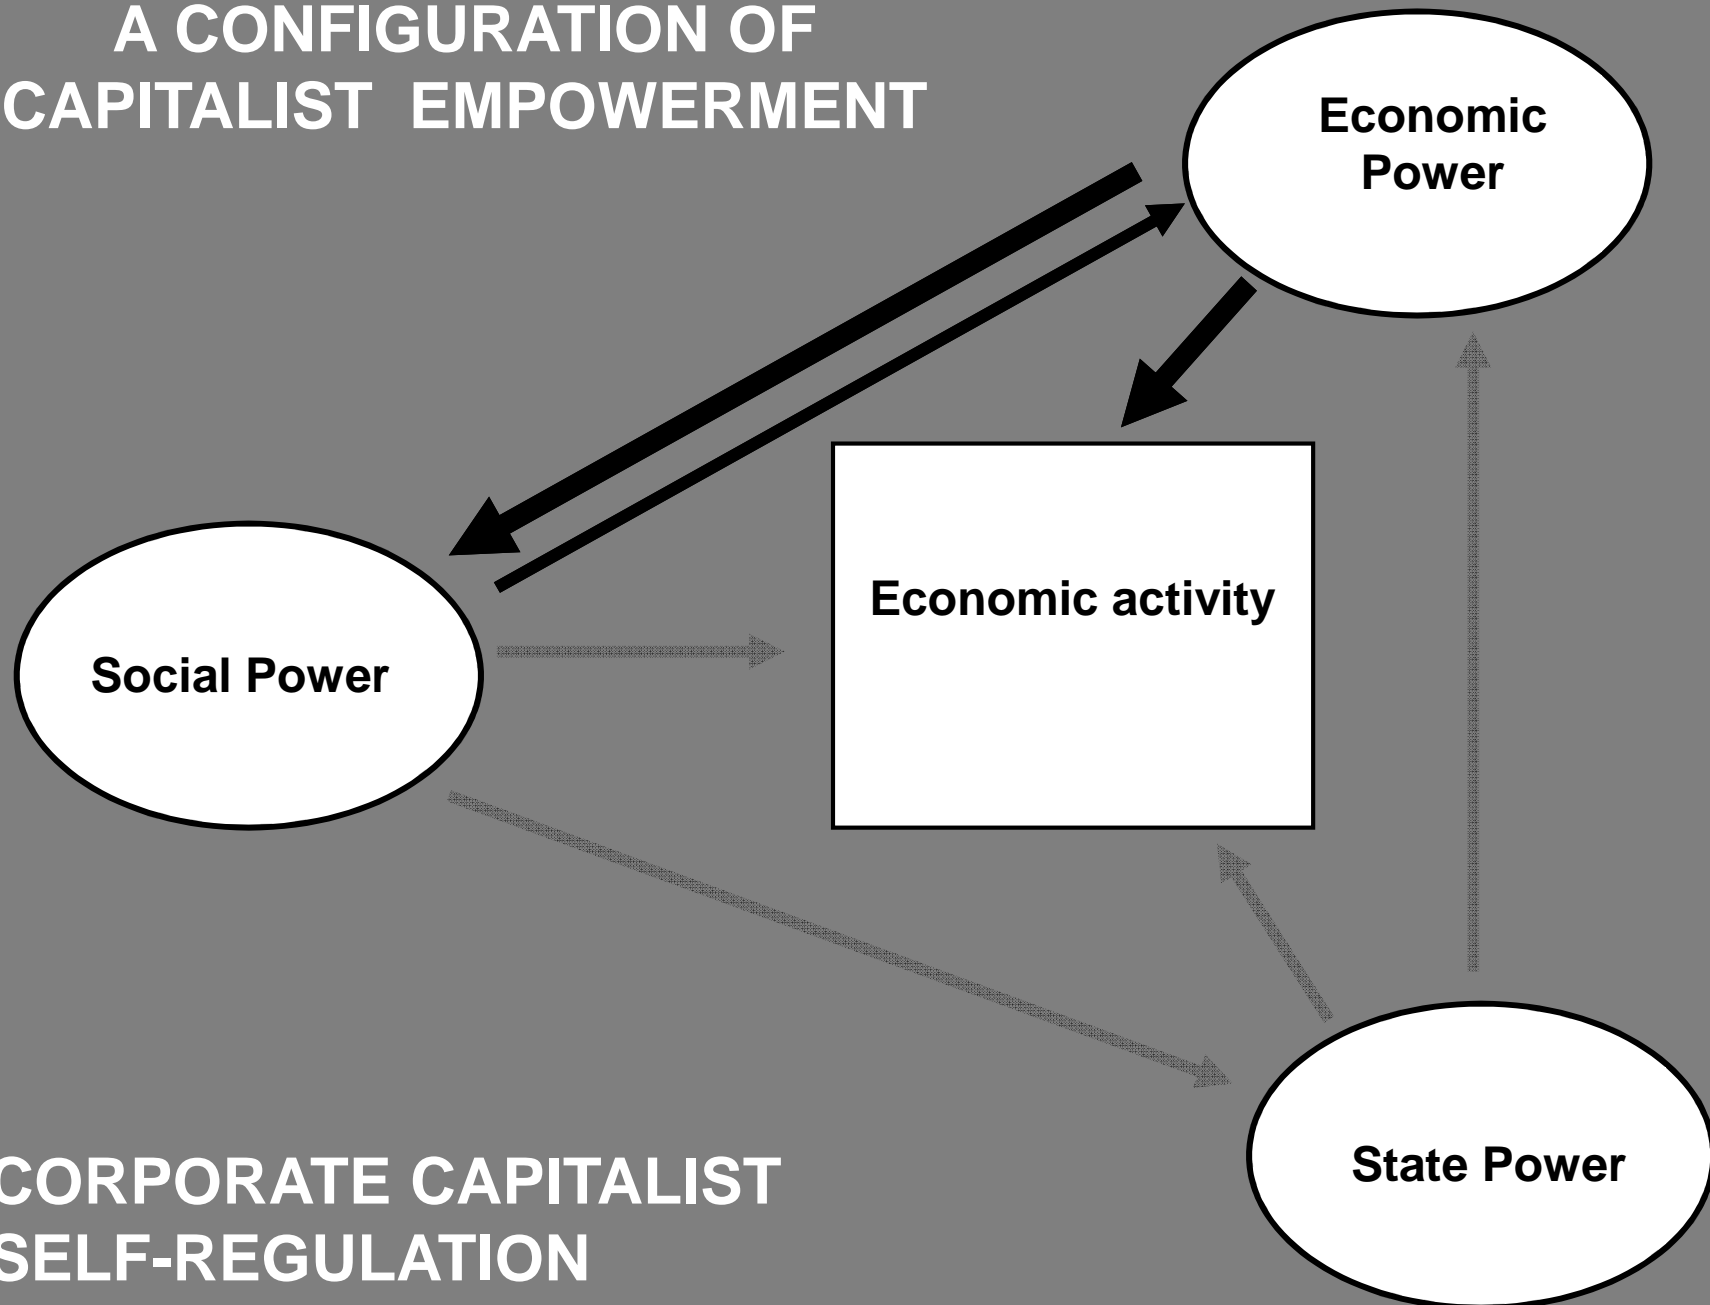 A CONFIGURATION OF
CAPITALIST EMPOWERMENT
Economic
Power
Economic activity
Social Power
State Power
CORPORATE CAPITALIST
SELF-REGULATION